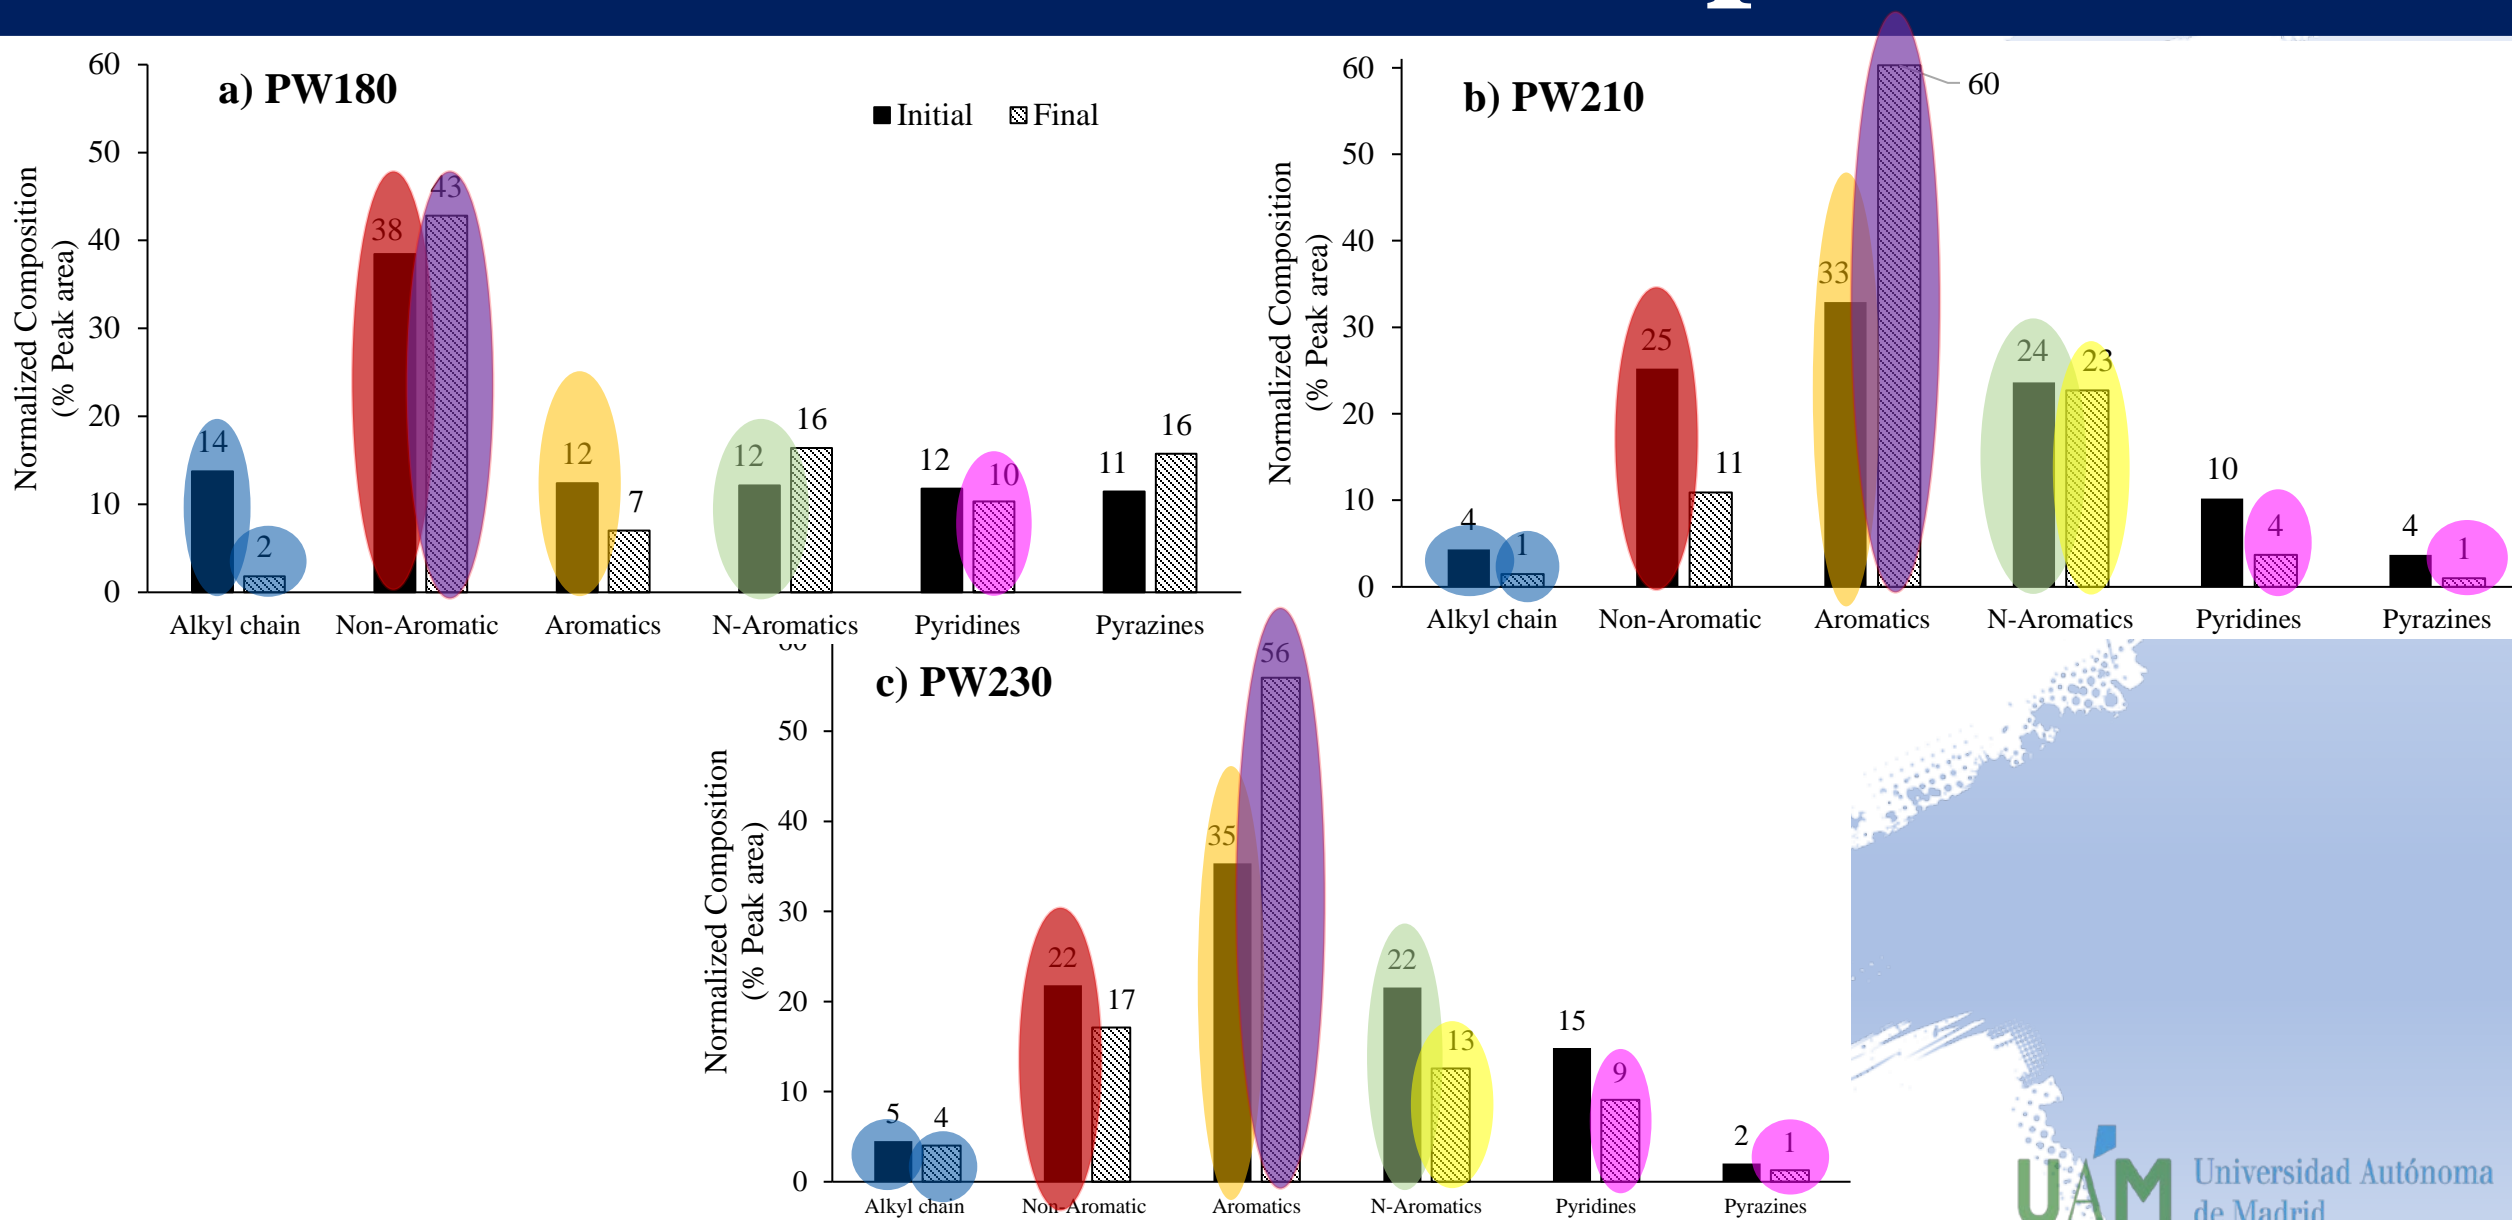 a) PW180
Initial
Final
Normalized Composition
(% Peak area)
60
50
40
30
20
10
0
14
2
38
43
12
7
12
16
12
10
11
16
Alkyl chain
Non-Aromatic
Aromatics
N-Aromatics
Pyridines
Pyrazines
b) PW210
Normalized Composition
(% Peak area)
60
50
40
30
20
10
0
4
1
25
11
33
60
24
23
10
4
4
1
Alkyl chain
Non-Aromatic
Aromatics
N-Aromatics
Pyridines
Pyrazines
c) PW230
Normalized Composition
(% Peak area)
60
50
40
30
20
10
0
5
4
22
17
35
56
22
13
15
9
2
1
Alkyl chain
Non-Aromatic
Aromatics
N-Aromatics
Pyridines
Pyrazines
UAM
Universidad Autónoma
de Madrid